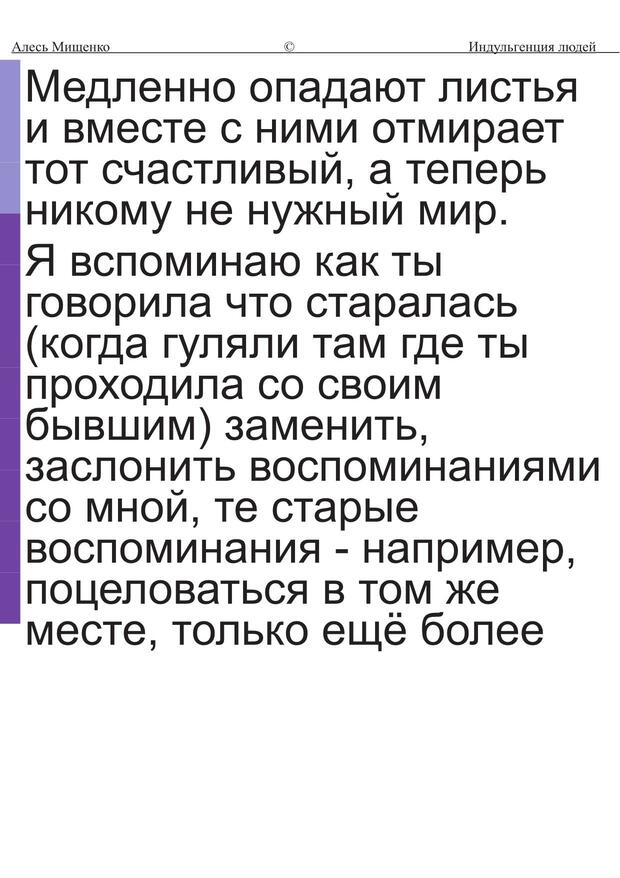 Алесь Мищенко © Индульгенция людей
Медленно опадают листья
и вместе с ними отмирает
тот счастливый, а теперь
никому не нужный мир.
Я вспоминаю как ты
говорила что старалась
(когда гуляли там где ты
проходила со своим
бывшим) заменить,
заслонить воспоминаниями
со мной, те старые
воспоминания - например,
поцеловаться в том же
месте, только ещё более